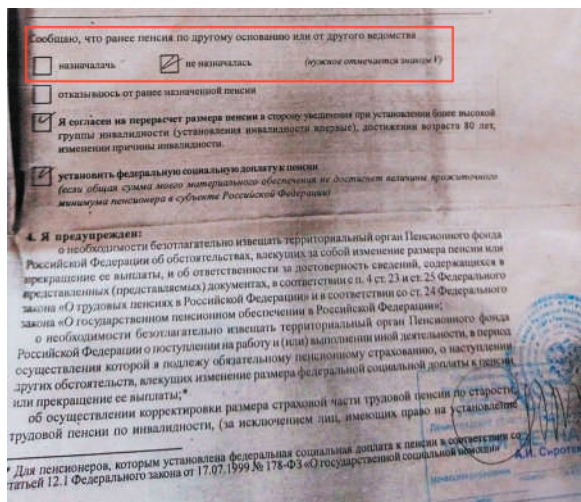 Сообщаю, что ранее пенсия по другому основанию или от другого ведомства
назначалачь не назначалась (нужное отмечается знаком V)
отказываюсь от ранее назначенной пенсии
Я согласен на перерасчет размера пенсии в сторону увеличения при установлении более высокой
группы инвалидности (установления инвалидности впервые), достижении возраста 80 лет,
изменении причины инвалидности.
установить федеральную социальную доплату к пенсии
(если общая сумма моего материального обеспечения не достигнет величины прожиточного
минимума пенсионера в субъекте Российской Федерации)
4. Я предупрежден:
о необходимости безотлагательно извещать территориальный орган Пенсионного фонда
Российской Федерации об обстоятельствах, влекущих за собой изменение размера пенсии или
прекращение ее выплаты, и об ответственности за достоверность сведений, содержащихся в
представленных (представляемых) документах, в соответствии с п. 4 ст. 23 и ст. 25 Федерального
закона «О трудовых пенсиях в Российской Федерации» и в соответствии со ст. 24 Федерального
закона «О государственном пенсионном обеспечении в Российской Федерации»;
о необходимости безотлагательно извещать территориальный орган Пенсионного фонда
Российской Федерации о поступлении на работу и (или) выполнении иной деятельности, в период
осуществления которой я подлежу обязательному пенсионному страхованию, о наступлении
других обстоятельств, влекущих изменение размера федеральной социальной доплаты к пенсии
или прекращение ее выплаты;*
об осуществлении корректировки размера страховой части трудовой пенсии по старости,
трудовой пенсии по инвалидности, (за исключением лиц, имеющих право на установление
* Для пенсионеров, которым установлена федеральная социальная доплата к пенсии в соответствии со
статьей 12.1 Федерального закона от 17.07.1999 № 178-ФЗ «О государственной социальной помощи»
А.И. Сиротен